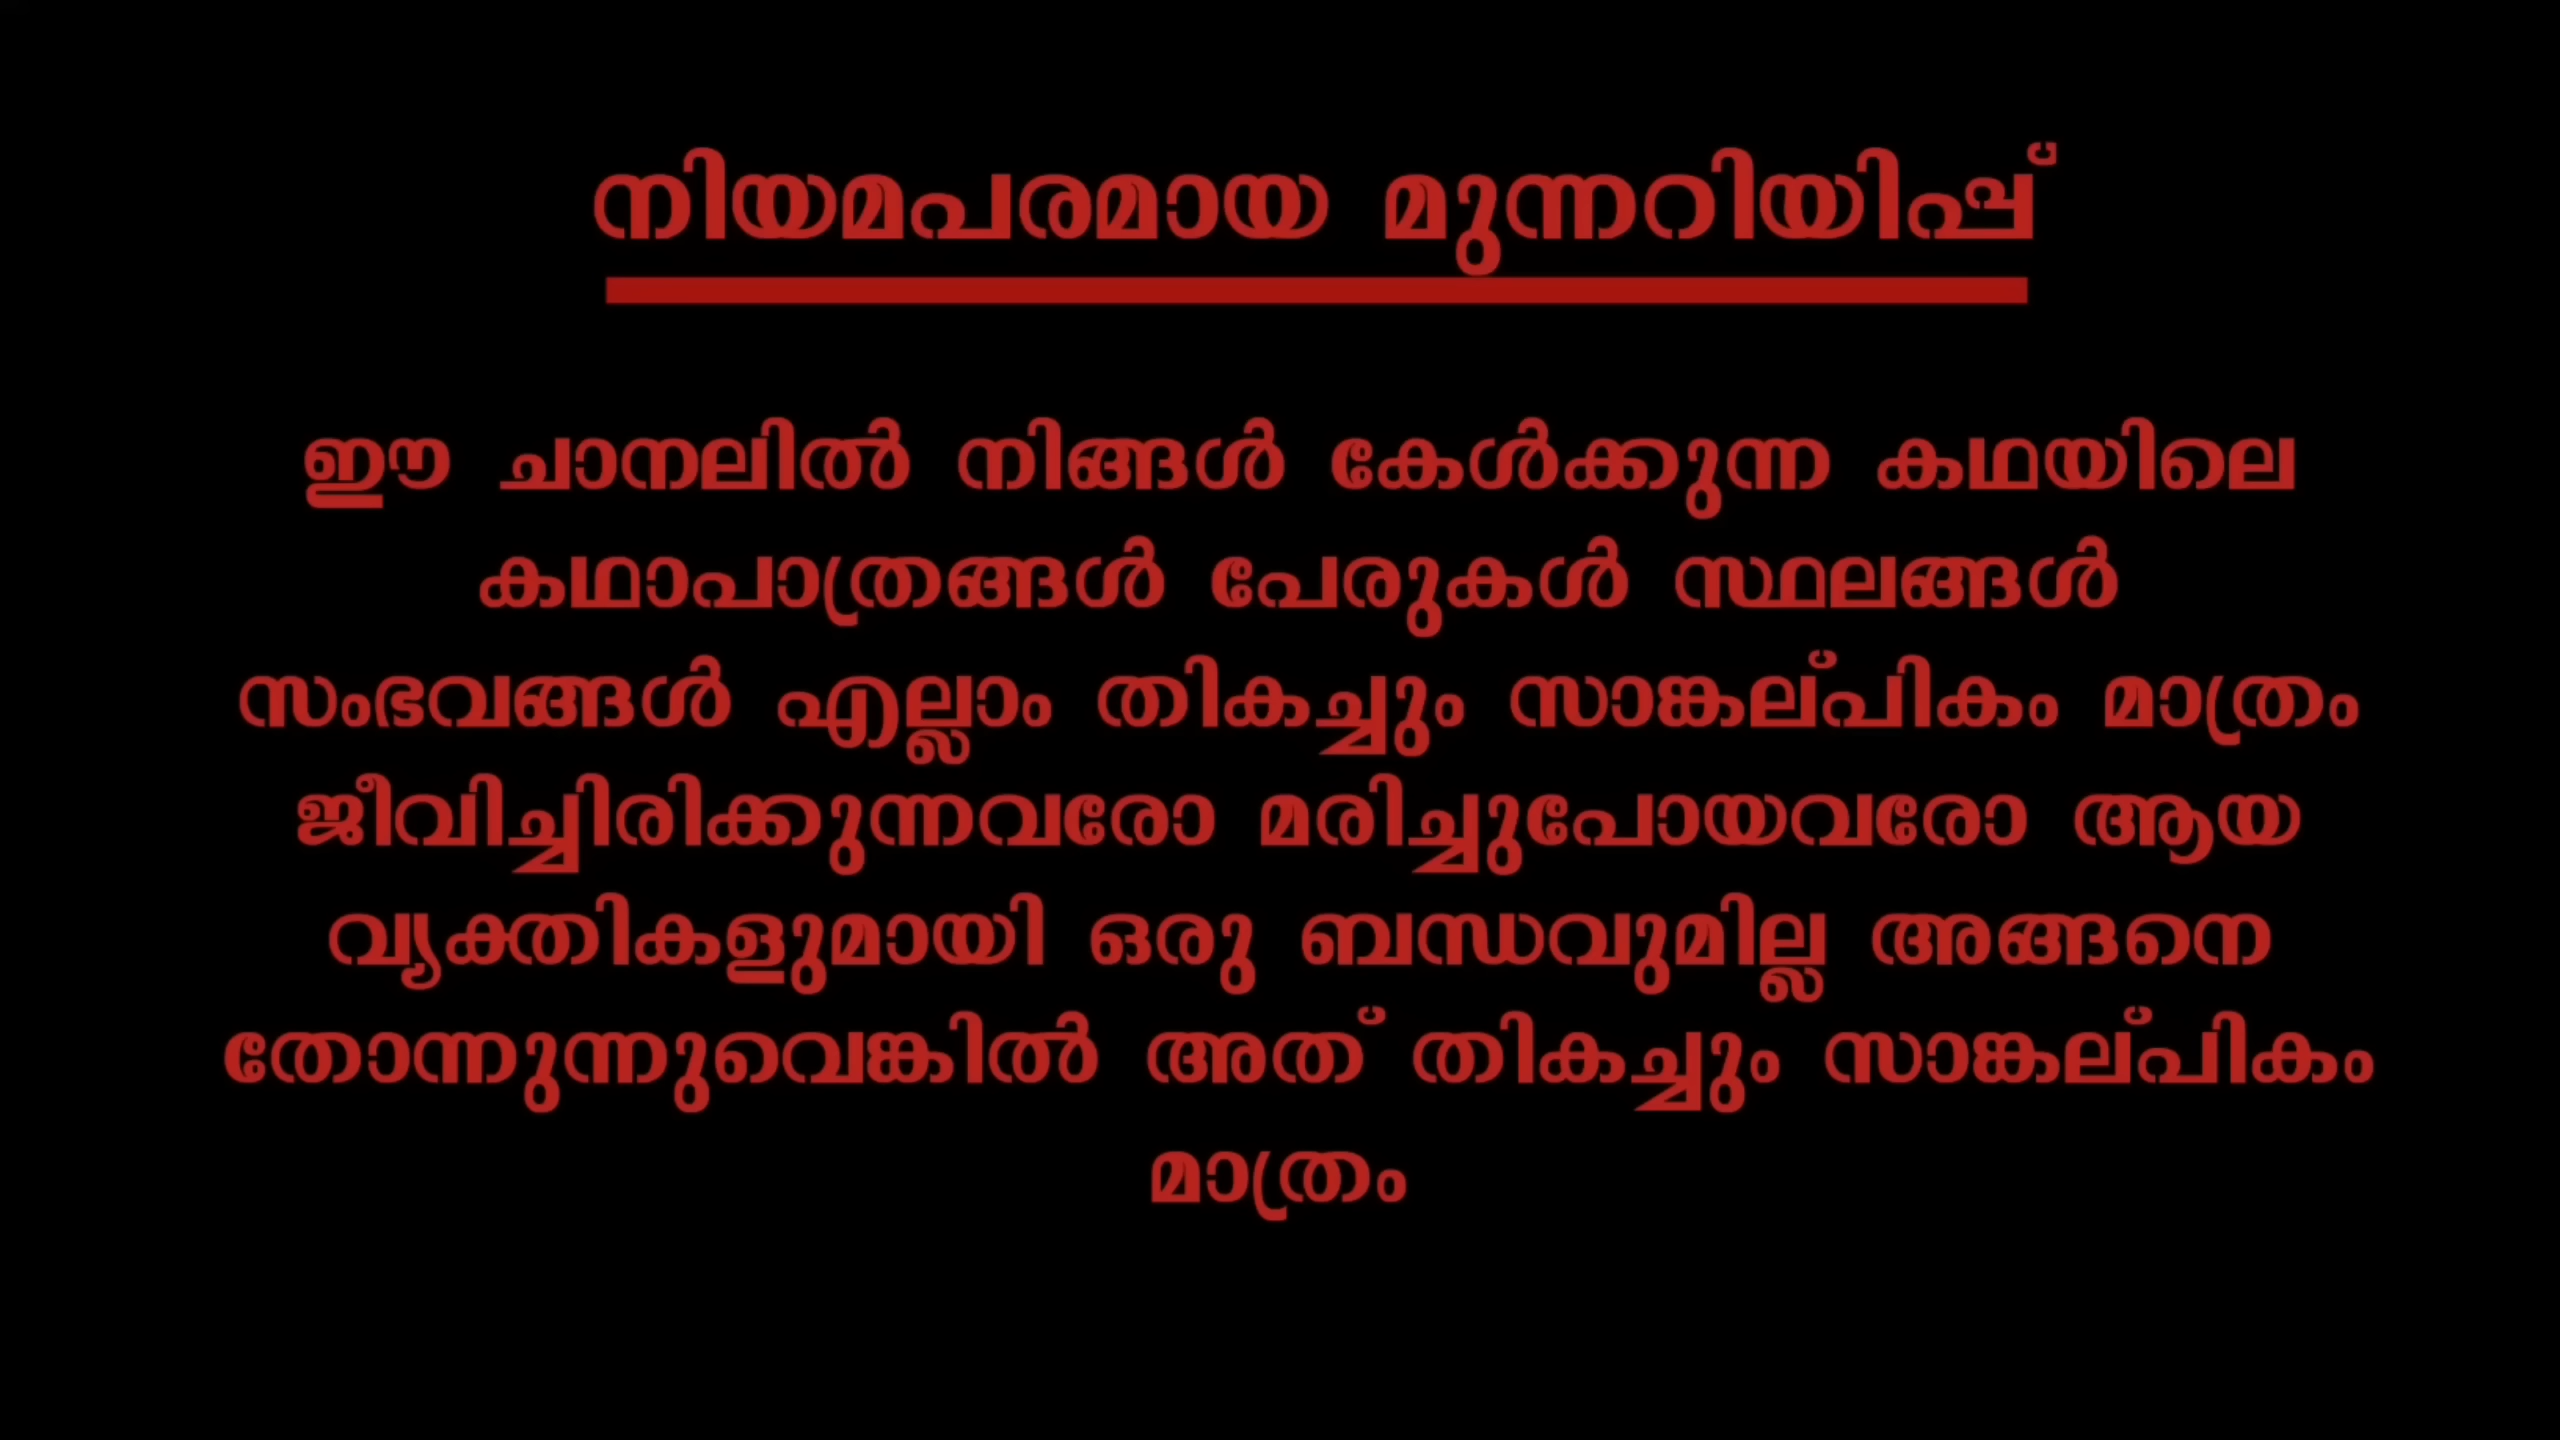 നിയമപരമായ മുന്നറിയിപ്പ്
ഈ ചാനലിൽ നിങ്ങൾ കേൾക്കുന്ന കഥയിലെ
കഥാപാത്രങ്ങൾ പേരുകൾ സ്ഥലങ്ങൾ
സംഭവങ്ങൾ എല്ലാം തികച്ചും സാങ്കല്പികം മാത്രം
ജീവിച്ചിരിക്കുന്നവരോ മരിച്ചുപോയവരോ ആയ
വ്യക്തികളുമായി ഒരു ബന്ധവുമില്ല അങ്ങനെ
തോന്നുന്നുവെങ്കിൽ അത് തികച്ചും സാങ്കല്പികം
മാത്രം